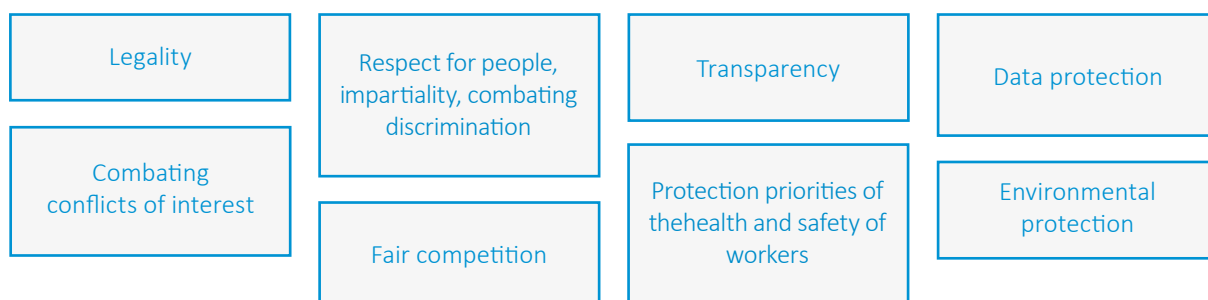 Legality
Combating
conflicts of interest
Respect for people,
impartiality, combating
discrimination
Fair competition
Transparency
Protection priorities of
thehealth and safety of
workers
Data protection
Environmental
protection